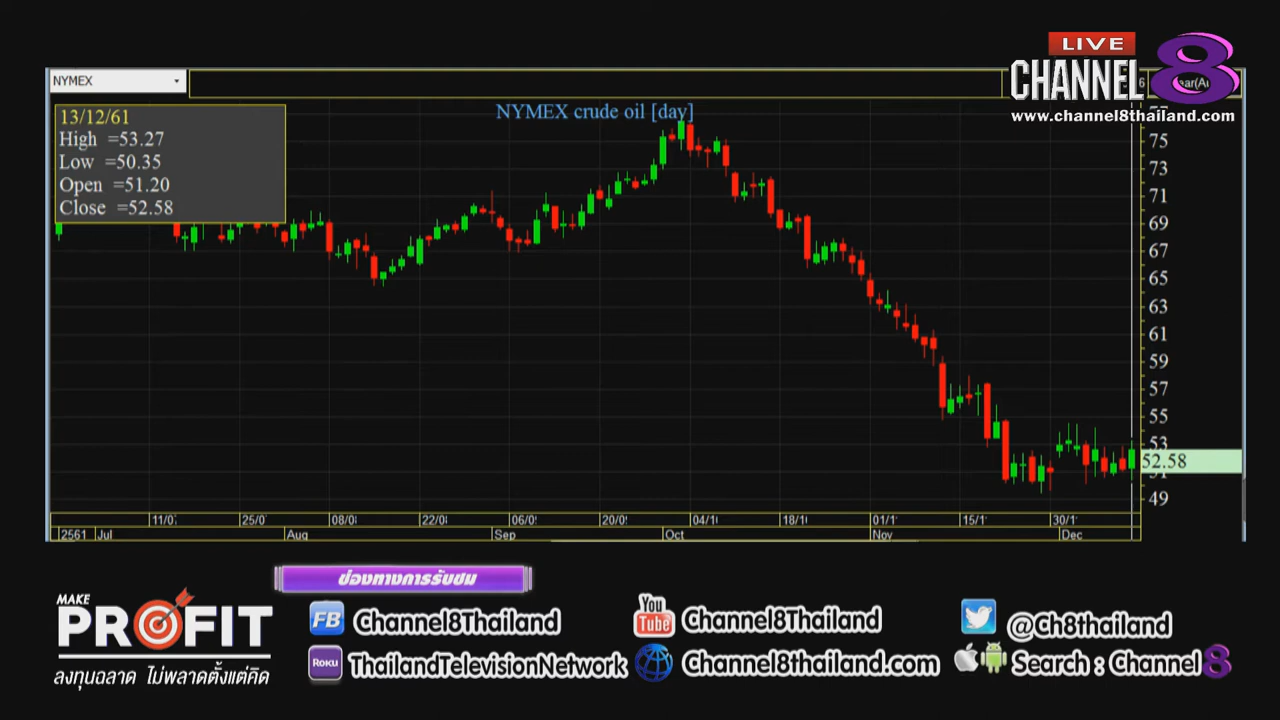 LIVE
CHANNEL 8
www.channel8thailand.com
NYMEX
13/12/61
High =53.27
Low =50.35
Open =51.20
Close =52.58
NYMEX crude oil [day]
75
73
71
69
67
65
63
61
59
57
55
53
52.58
49
11/0
25/0
08/0
22/0
06/0
20/0
04/1
18/1
01/1
15/1
30/1
2561 Jul Aug Sep Oct Nov Dec
ช่องทางการรับชม
MAKE
PROFIT
ลงทุนฉลาด ไม่พลาดตั้งแต่คิด
FB Channel8Thailand
You Tube Channel8Thailand
@Ch8thailand
Roku ThailandTelevisionNetwork
Channel8thailand.com
Search : Channel 8